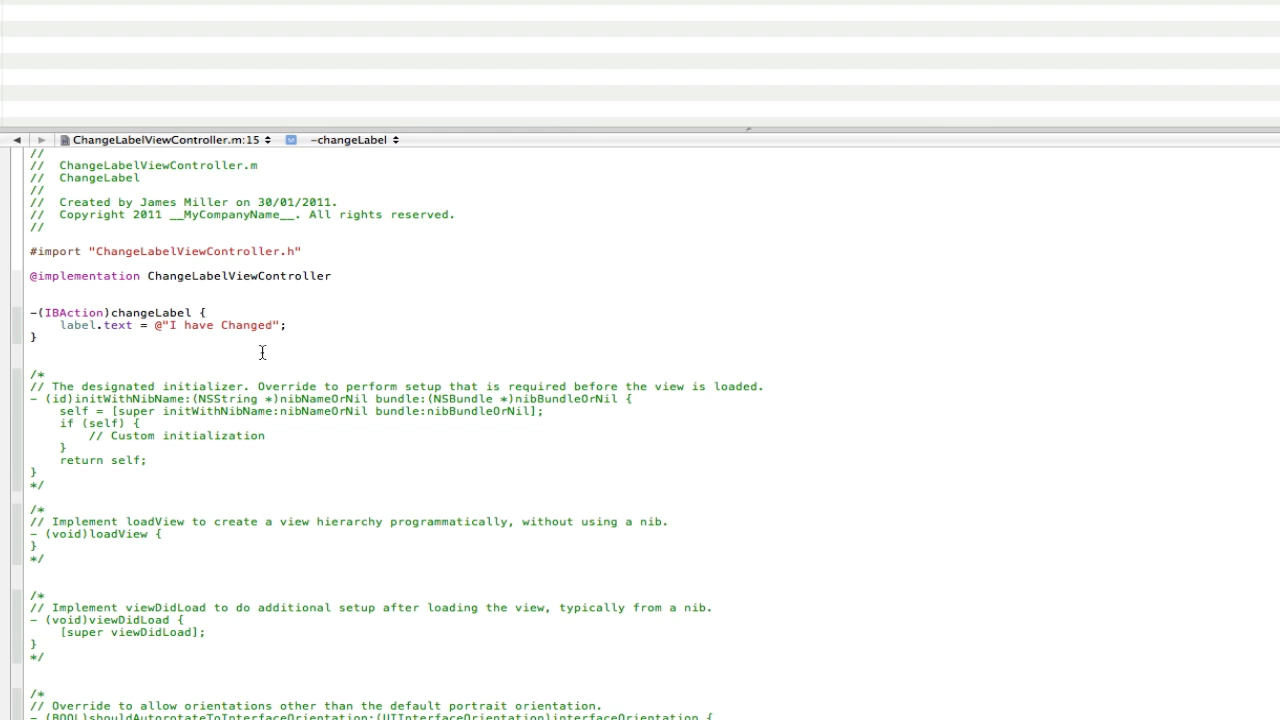 ChangeLabelViewController.m:15 -changeLabel
//
//  ChangeLabelViewController.m
//  ChangeLabel
//
//  Created by James Miller on 30/01/2011.
//  Copyright 2011 __MyCompanyName__. All rights reserved.
//
#import "ChangeLabelViewController.h"
@implementation ChangeLabelViewController
-(IBAction)changeLabel {
label.text = @"I have Changed";
}
/*
// The designated initializer. Override to perform setup that is required before the view is loaded.
- (id)initWithNibName:(NSString *)nibNameOrNil bundle:(NSBundle *)nibBundleOrNil {
self = [super initWithNibName:nibNameOrNil bundle:nibBundleOrNil];
if (self) {
// Custom initialization
}
return self;
}
*/
/*
// Implement loadView to create a view hierarchy programmatically, without using a nib.
- (void)loadView {
}
*/
/*
// Implement viewDidLoad to do additional setup after loading the view, typically from a nib.
- (void)viewDidLoad {
[super viewDidLoad];
}
*/
/*
// Override to allow orientations other than the default portrait orientation.
- (BOOL)shouldAutorotateToInterfaceOrientation:(UIInterfaceOrientation)interfaceOrientation {